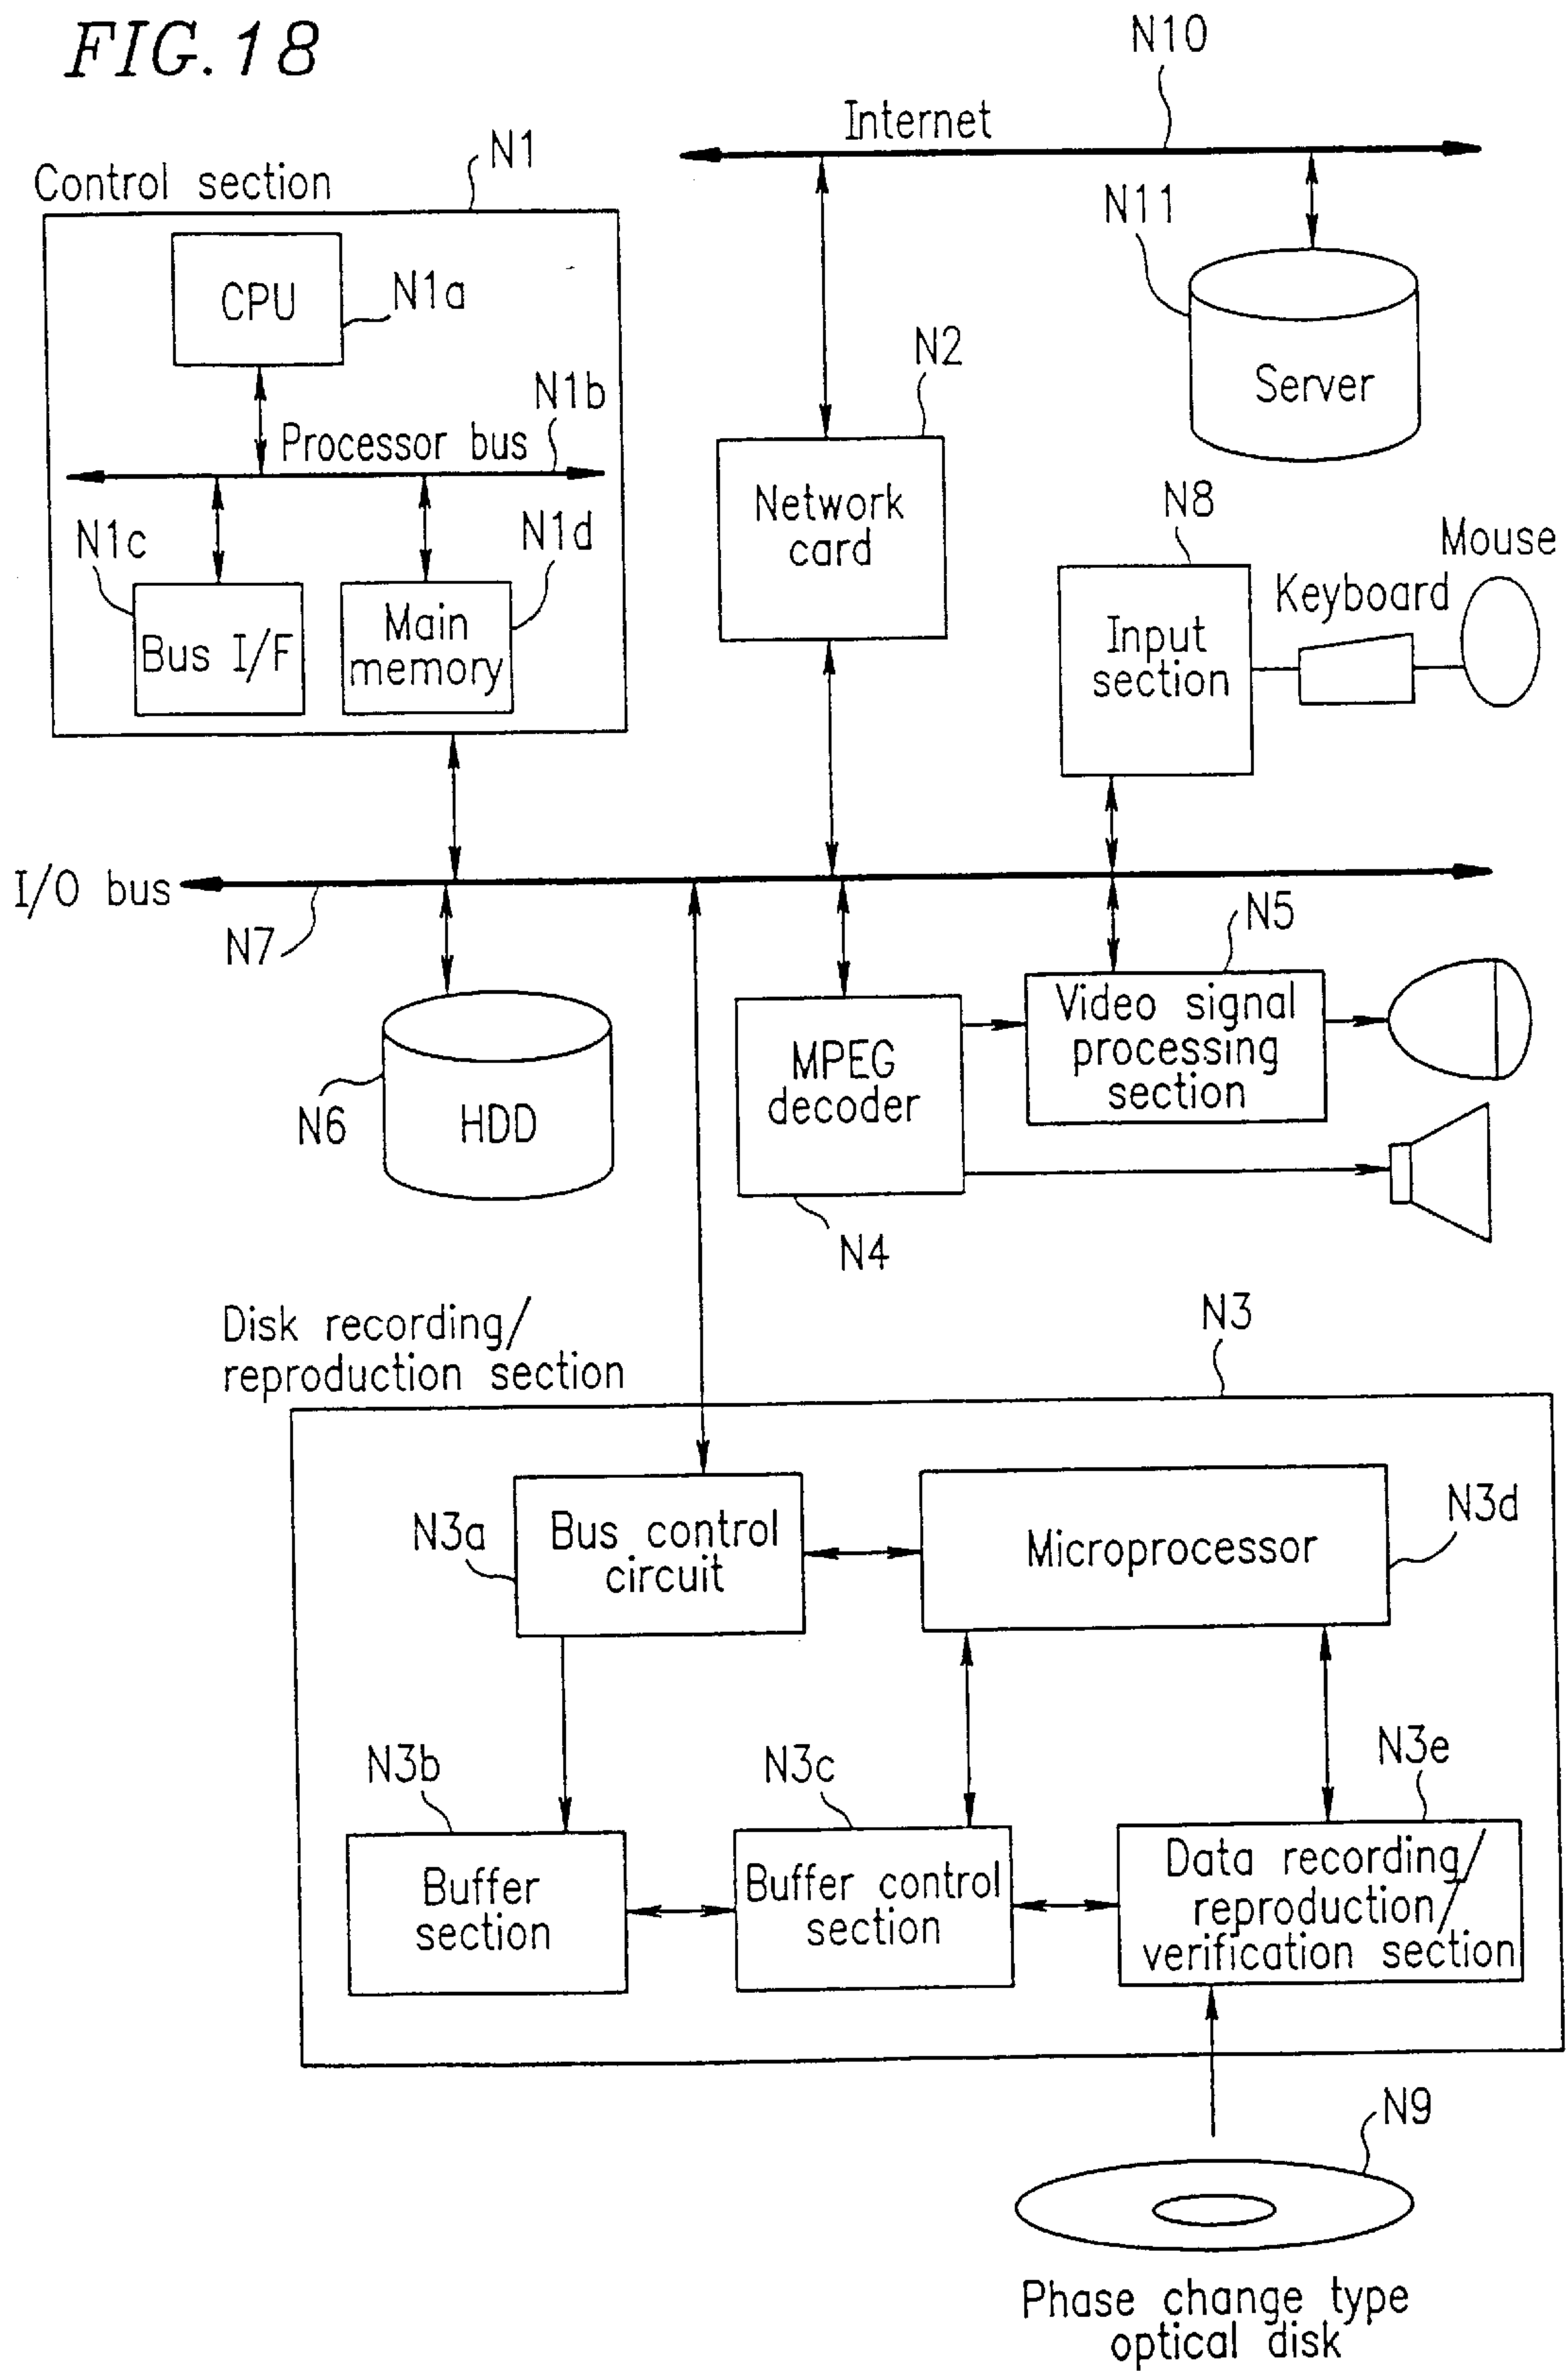 FIG.18
N10
Internet
N1
Control section
N11
CPU
N1a
Server
N2
N1b
Processor bus
Network
card
N8
Mouse
N1c
N1d
Keyboard
Bus I/F
Main
memory
Input
section
I/O bus
N7
N5
Video signal
processing
section
MPEG
decoder
N6
HDD
N4
Disk recording/
reproduction section
N3
N3a
Bus control
circuit
Microprocessor
N3d
N3b
N3c
N3e
Buffer
section
Buffer control
section
Data recording/
reproduction/
verification section
N9
Phase change type
optical disk